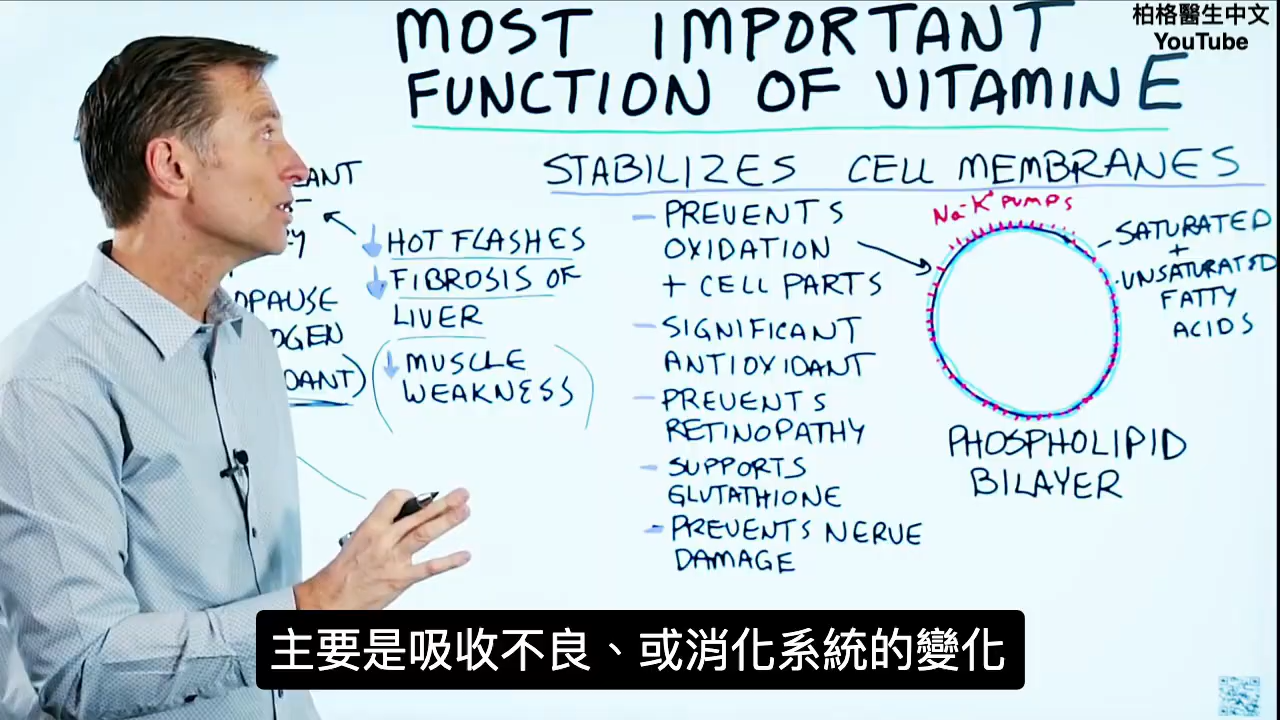 柏格醫生中文
YouTube
MOST IMPORTANT
FUNCTION OF VITAMIN E
STABILIZES CELL MEMBRANES
HOT FLASHES
FIBROSIS OF
LIVER
(MUSCLE
WEAKNESS)
- PREVENTS
OXIDATION
+ CELL PARTS
- SIGNIFICANT
ANTIOXIDANT
- PREVENTS
RETINOPATHY
- SUPPORTS
GLUTATHIONE
- PREVENTS NERVE
DAMAGE
Na-K+ PUMPS
SATURATED
+
UNSATURATED
FATTY
ACIDS
PHOSPHOLIPID
BILAYER
主要是吸收不良、或消化系統的變化